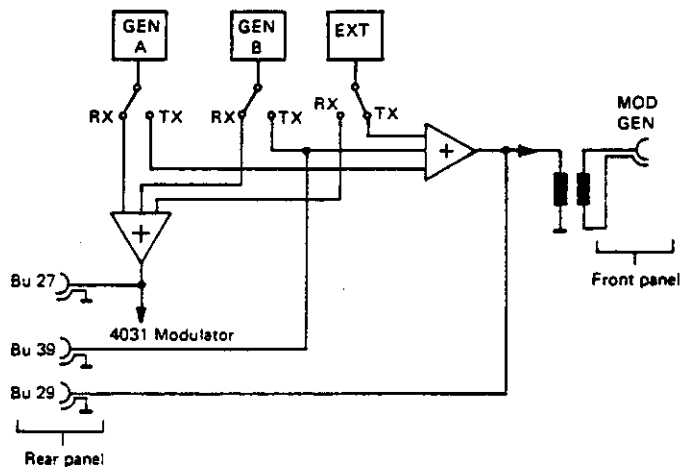 GEN
A
GEN
B
EXT
RX
TX
RX
TX
RX
TX
MOD
GEN
+
+
Bu 27
4031 Modulator
Front panel
Bu 39
Bu 29
Rear panel